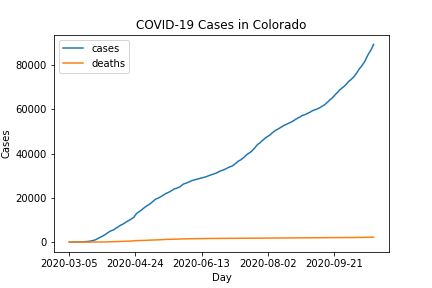 COVID-19 Cases in Colorado
cases
deaths
80000
60000
40000
20000
0
Cases
2020-03-05 2020-04-24 2020-06-13 2020-08-02 2020-09-21
Day